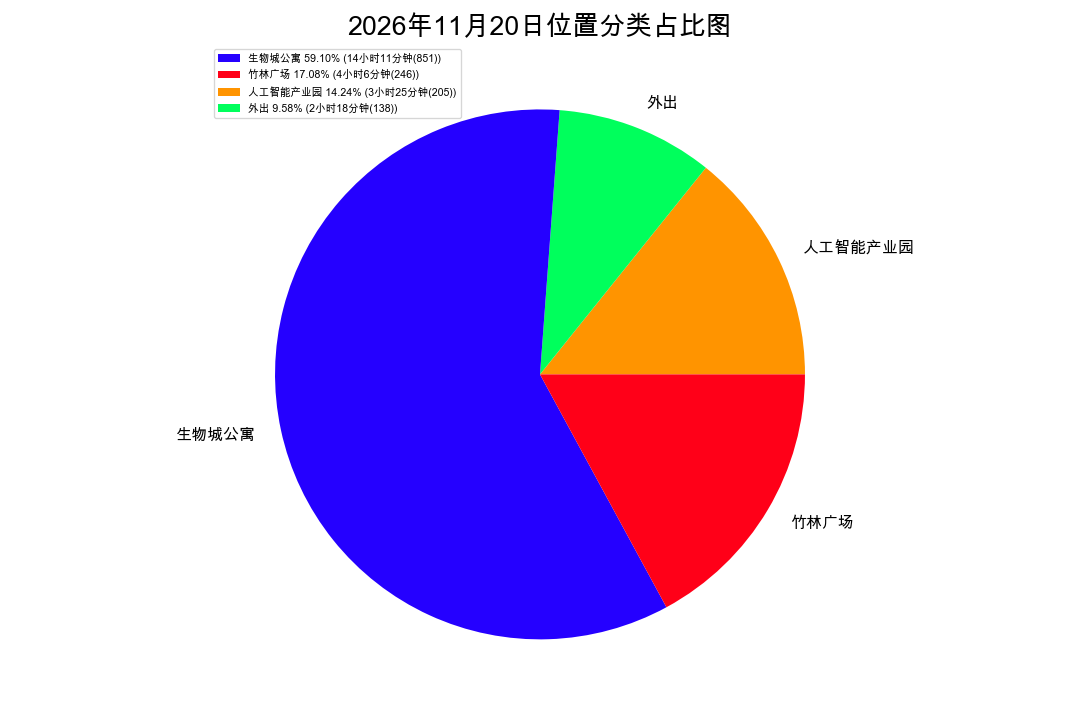 2026年11月20日位置分类占比图
生物城公寓 59.10% (14小时11分钟(851))
竹林广场 17.08% (4小时6分钟(246))
人工智能产业园 14.24% (3小时25分钟(205))
外出 9.58% (2小时18分钟(138))
外出
人工智能产业园
生物城公寓
竹林广场